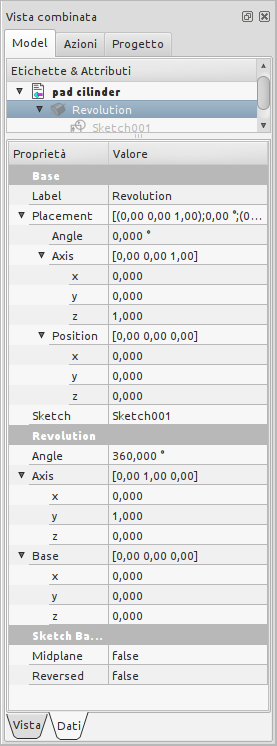 Vista combinata
Model Azioni Progetto
Etichette & Attributi
pad cilinder
Revolution
Sketch001
Proprietà Valore
Base
Label Revolution
Placement [(0,00 0,00 1,00);0,00 °;(0...
Angle 0,000 °
Axis [0,00 0,00 1,00]
x 0,000
y 0,000
z 1,000
Position [0,00 0,00 0,00]
x 0,000
y 0,000
z 0,000
Sketch Sketch001
Revolution
Angle 360,000 °
Axis [0,00 1,00 0,00]
x 0,000
y 1,000
z 0,000
Base [0,00 0,00 0,00]
x 0,000
y 0,000
z 0,000
Sketch Ba...
Midplane false
Reversed false
Vista Dati